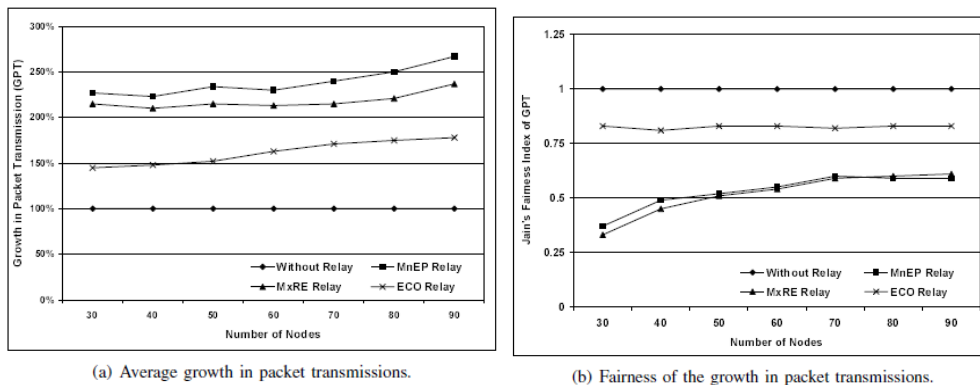 300%
250%
200%
150%
100%
50%
0%
Growth in Packet Transmission (GPT)
Without Relay
MnEP Relay
MxRE Relay
ECO Relay
30 40 50 60 70 80 90
Number of Nodes
(a) Average growth in packet transmissions.
1.25
1
0.75
0.5
0.25
0
Jain's Fairness Index of GPT
Without Relay
MnEP Relay
MxRE Relay
ECO Relay
30 40 50 60 70 80 90
Number of Nodes
(b) Fairness of the growth in packet transmissions.